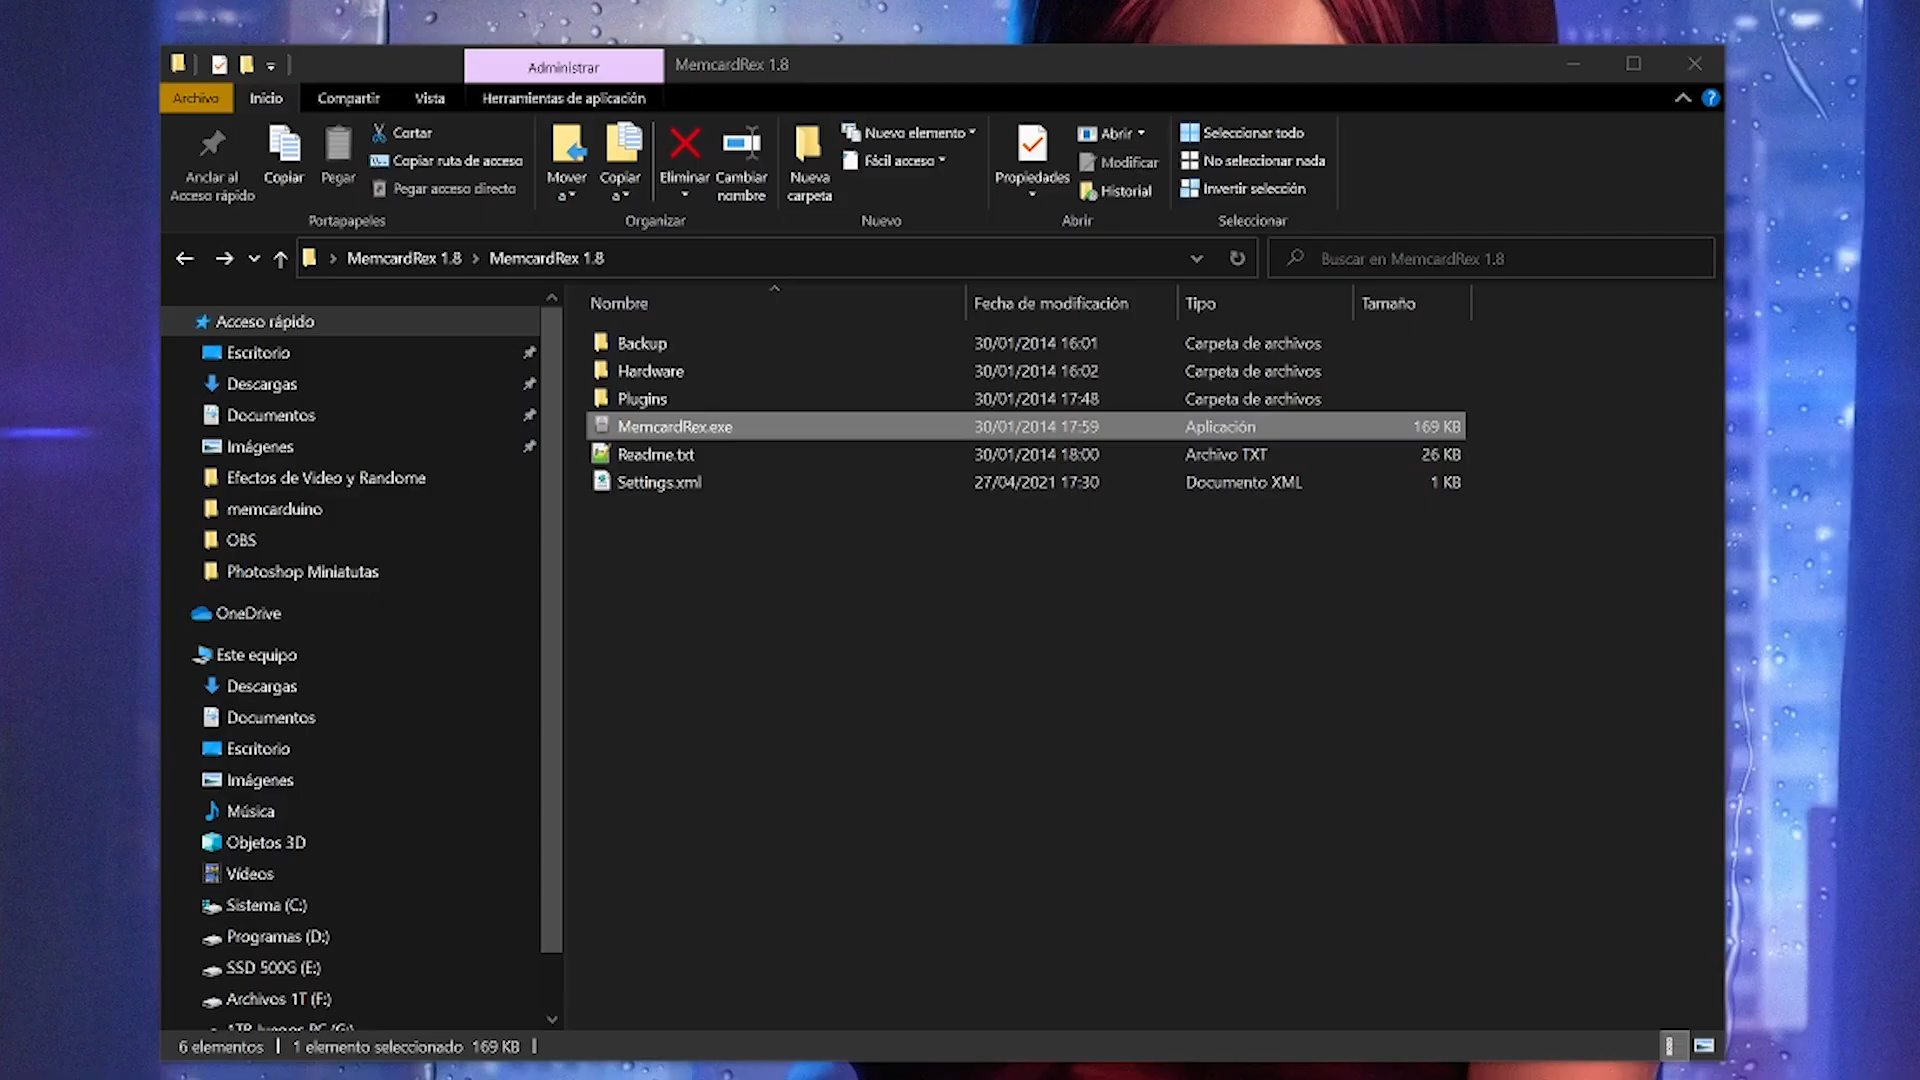 Administrar
MemcardRex 1.8
Archivo
Inicio
Compartir
Vista
Herramientas de aplicación
Anclar al
Acceso rápido
Copiar
Pegar
Cortar
Copiar ruta de acceso
Pegar acceso directo
Portapapeles
Mover
a
Copiar
a
Eliminar
Cambiar
nombre
Organizar
Nueva
carpeta
Nuevo elemento
Fácil acceso
Nuevo
Propiedades
Abrir
Modificar
Historial
Abrir
Seleccionar todo
No seleccionar nada
Invertir selección
Seleccionar
MemcardRex 1.8 > MemcardRex 1.8
Buscar en MemcardRex 1.8
Acceso rápido
Escritorio
Descargas
Documentos
Imágenes
Efectos de Video y Randome
memcarduino
OBS
Photoshop Miniatutas
OneDrive
Este equipo
Descargas
Documentos
Escritorio
Imágenes
Música
Objetos 3D
Vídeos
Sistema (C:)
Programas (D:)
SSD 500G (E:)
Archivos 1T (F:)
1TB Juegos PC (G:)
Nombre Fecha de modificación Tipo Tamaño
Backup 30/01/2014 16:01 Carpeta de archivos
Hardware 30/01/2014 16:02 Carpeta de archivos
Plugins 30/01/2014 17:48 Carpeta de archivos
MemcardRex.exe 30/01/2014 17:59 Aplicación 169 KB
Readme.txt 30/01/2014 18:00 Archivo TXT 26 KB
Settings.xml 27/04/2021 17:30 Documento XML 1 KB
6 elementos 1 elemento seleccionado 169 KB